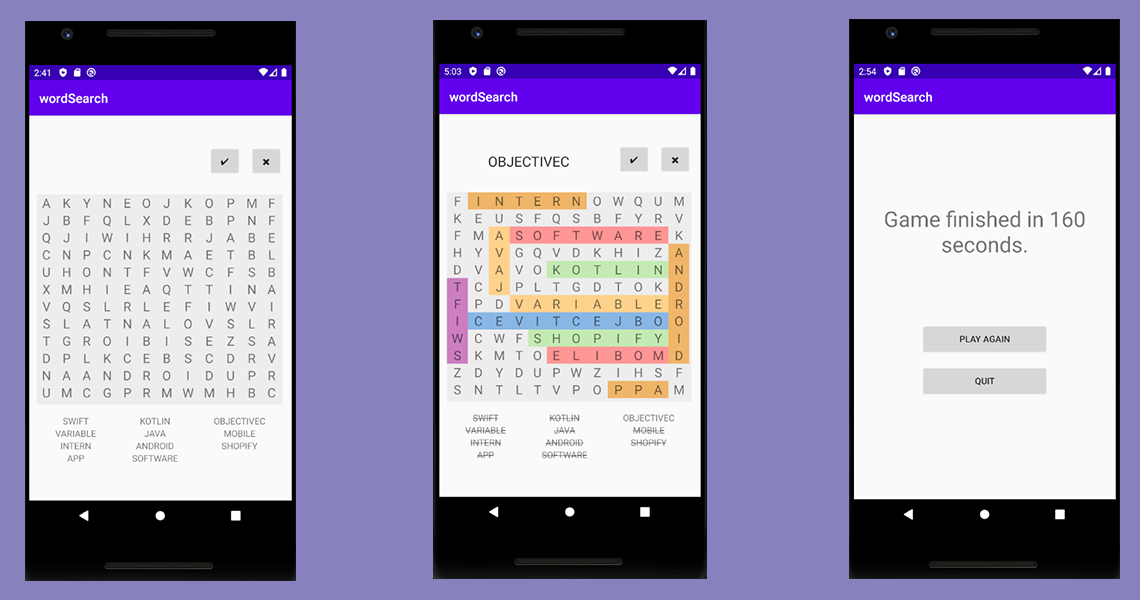 2:41
wordSearch
✔ ✖
A K Y N E O J K O P M F
J B F Q L X D E B P N F
Q J I W I H R R J A B E
C N P C N K M A E T B L
U H O N T F V W C F S B
X M H I E A Q T T I N A
V Q S L R L E F I W V I
S L A T N A L O V S L R
T G R O I B I S E Z S A
D P L K C E B S C D R V
N A A N D R O I D U P R
U M C G P R M W M H B C
SWIFT KOTLIN OBJECTIVEC
VARIABLE JAVA MOBILE
INTERN ANDROID SHOPIFY
APP SOFTWARE
5:03
wordSearch
OBJECTIVEC ✔ ✖
F I N T E R N O W Q U M
K E U S F Q S B F Y R V
F M A S O F T W A R E K
H Y V G Q V D K H I Z A
D V A V O K O T L I N N
T C J P L T G D T O K D
F P D V A R I A B L E R
I C E V I T C E J B O O
W C W F S H O P I F Y I
S K M T O E L I B O M D
Z D Y D U P W Z I H S F
S N T L T V P O P P A M
SWIFT KOTLIN OBJECTIVEC
VARIABLE JAVA MOBILE
INTERN ANDROID SHOPIFY
APP SOFTWARE
2:54
wordSearch
Game finished in 160
seconds.
PLAY AGAIN
QUIT